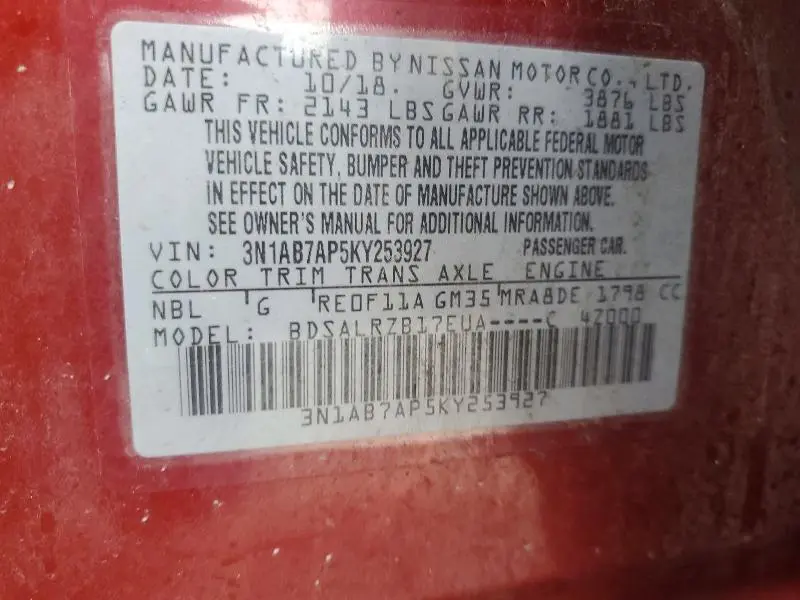 MANUFACTURED BY NISSAN MOTOR CO., LTD.
DATE: 10/18. GVWR: 3876 LBS
GAWR FR: 2143 LBS GAWR RR: 1881 LBS
THIS VEHICLE CONFORMS TO ALL APPLICABLE FEDERAL MOTOR
VEHICLE SAFETY, BUMPER AND THEFT PREVENTION STANDARDS
IN EFFECT ON THE DATE OF MANUFACTURE SHOWN ABOVE.
SEE OWNER'S MANUAL FOR ADDITIONAL INFORMATION.
VIN: 3N1AB7AP5KY253927 PASSENGER CAR.
COLOR TRIM TRANS AXLE ENGINE
NBL G RE0F11A GM35 MRA8DE 1798 CC
MODEL: BDSALRZB17EUA----C 4Z000
3N1AB7AP5KY253927